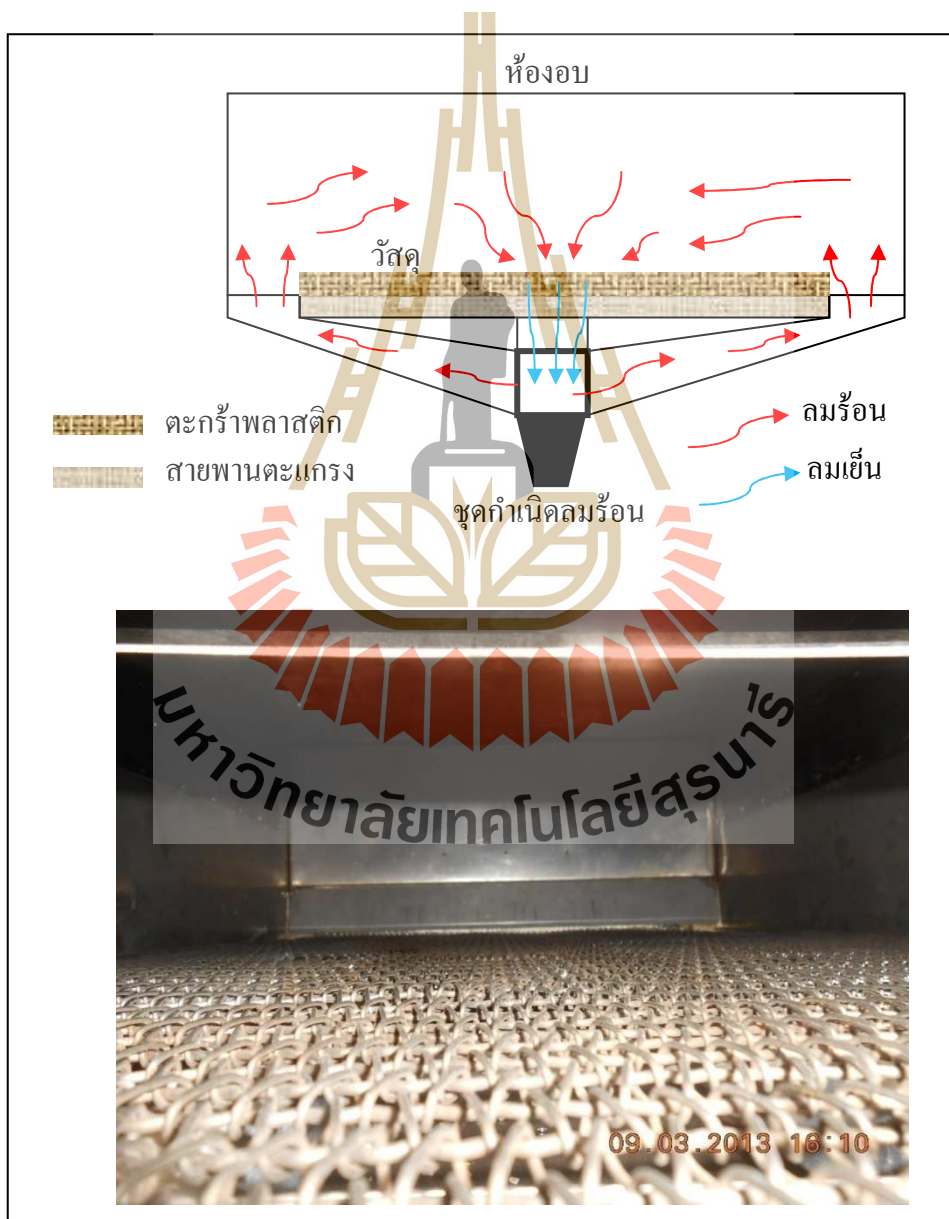 ห้องอบ
วัสดุ
ตะกร้าพลาสติก
สายพานตะแกรง
ลมร้อน
ลมเย็น
ชุดกำเนิดลมร้อน
มหาวิทยาลัยเทคโนโลยีสุรนารี
09.03.2013 16:10